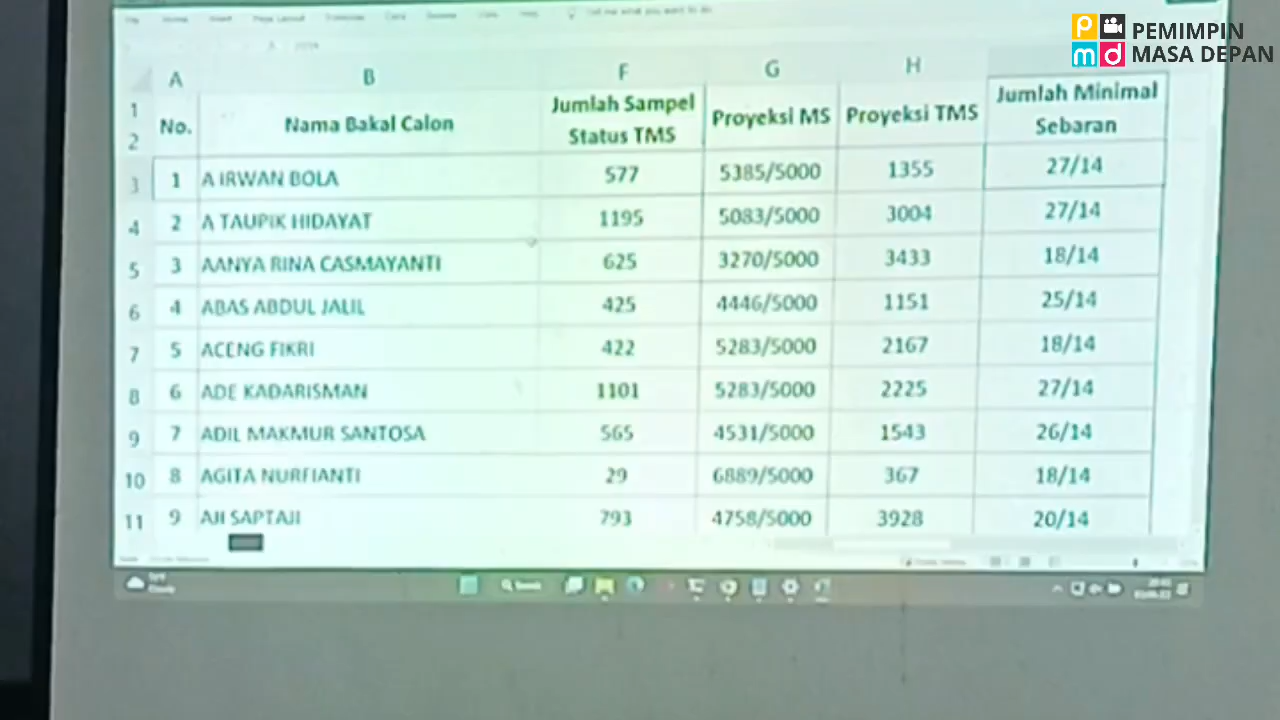 PEMIMPIN
MASA DEPAN
P
md
A B F G H
1 2 No. Nama Bakal Calon Jumlah Sampel Status TMS Proyeksi MS Proyeksi TMS Jumlah Minimal Sebaran
3 1 A IRWAN BOLA 577 5385/5000 1355 27/14
4 2 A TAUPIK HIDAYAT 1195 5083/5000 3004 27/14
5 3 AANYA RINA CASMAYANTI 625 3270/5000 3433 18/14
6 4 ABAS ABDUL JALIL 425 4446/5000 1151 25/14
7 5 ACENG FIKRI 422 5283/5000 2167 18/14
8 6 ADE KADARISMAN 1101 5283/5000 2225 27/14
9 7 ADIL MAKMUR SANTOSA 565 4531/5000 1543 26/14
10 8 AGITA NURFIANTI 29 6889/5000 367 18/14
11 9 AJI SAPTAJI 793 4758/5000 3928 20/14